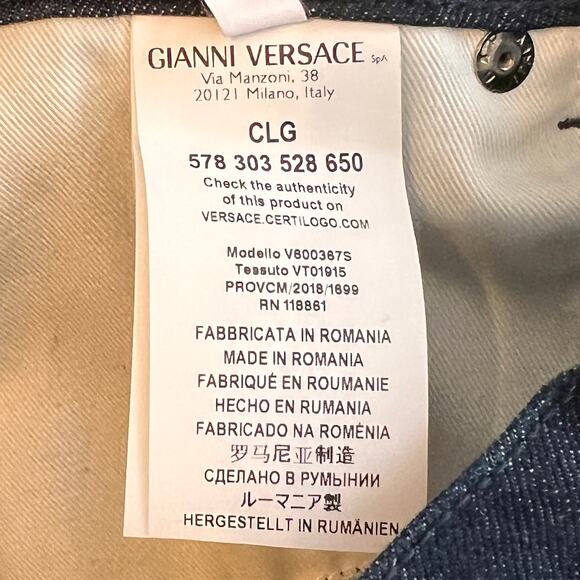 GIANNI VERSACE SpA
Via Manzoni, 38
20121 Milano, Italy
CLG
578 303 528 650
Check the authenticity
of this product on
VERSACE.CERTILOGO.COM
Modello V600367S
Tessuto VT01915
PROVCM/2018/1699
RN 118861
FABBRICATA IN ROMANIA
MADE IN ROMANIA
FABRIQUÉ EN ROUMANIE
HECHO EN RUMANIA
FABRICADO NA ROMÉNIA
罗马尼亚制造
СДЕЛАНО В РУМЫНИИ
ルーマニア製
HERGESTELLT IN RUMÄNIEN